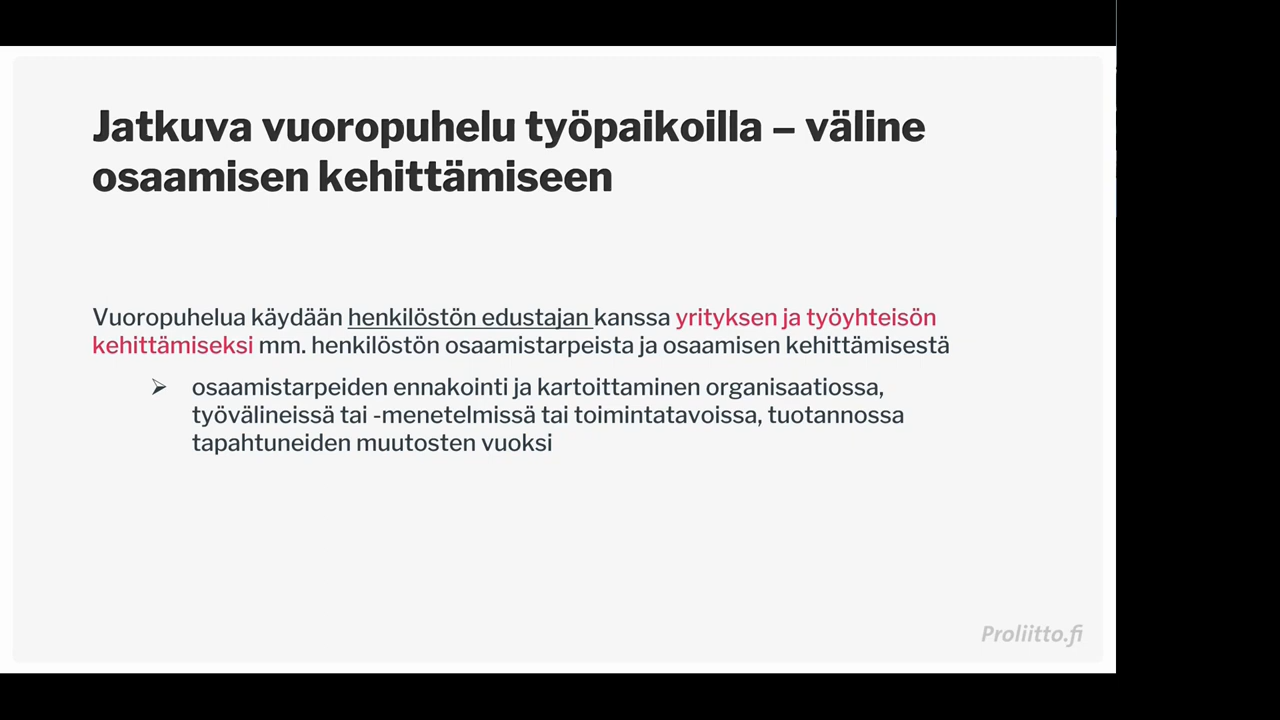 Jatkuva vuoropuhelu työpaikoilla – väline
osaamisen kehittämiseen
Vuoropuhelua käydään henkilöstön edustajan kanssa yrityksen ja työyhteisön
kehittämiseksi mm. henkilöstön osaamistarpeista ja osaamisen kehittämisestä
➢ osaamistarpeiden ennakointi ja kartoittaminen organisaatiossa,
työvälineissä tai -menetelmissä tai toimintatavoissa, tuotannossa
tapahtuneiden muutosten vuoksi
Proliitto.fi